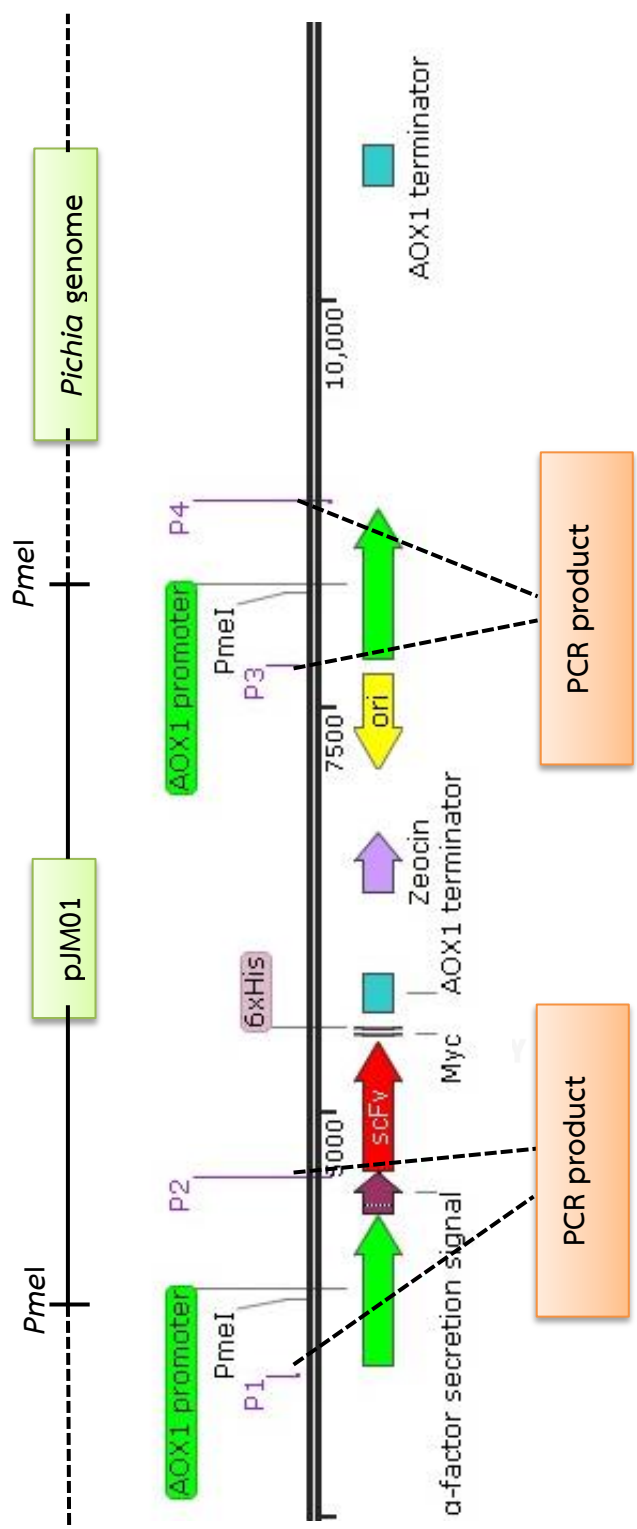 PmeI
pJM01
PmeI
Pichia genome
AOX1 promoter
AOX1 promoter
P1
PmeI
P2
6xHis
P3
PmeI
P4
5000
7500
10,000
scFv
ori
α-factor secretion signal
Myc
AOX1 terminator
Zeocin
AOX1 terminator
PCR product
PCR product